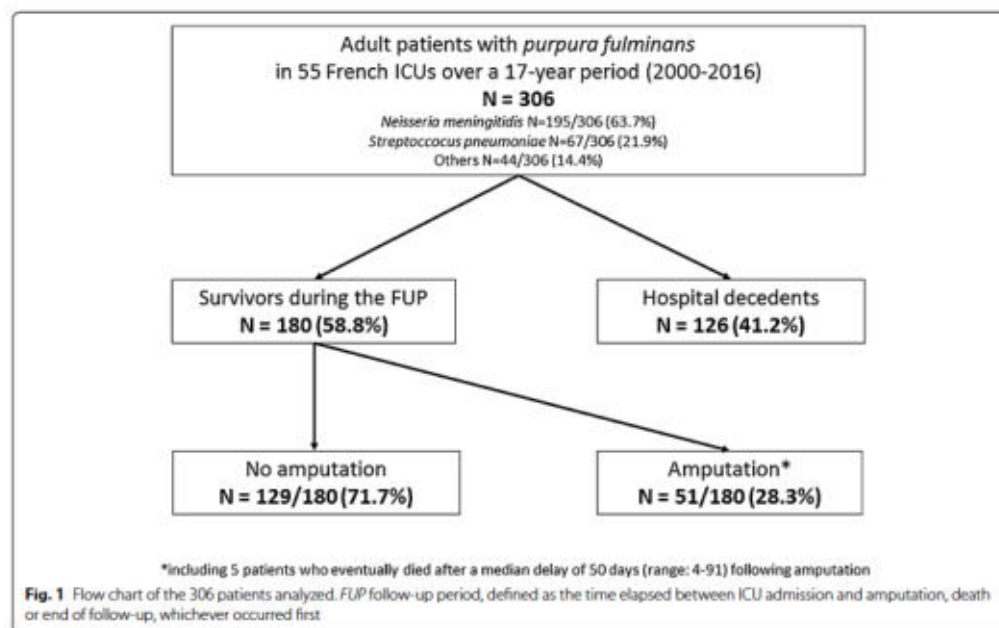 Adult patients with purpura fulminans
in 55 French ICUs over a 17-year period (2000-2016)
N = 306
Neisseria meningitidis N=195/306 (63.7%)
Streptoccocus pneumoniae N=67/306 (21.9%)
Others N=44/306 (14.4%)
Survivors during the FUP
N = 180 (58.8%)
Hospital decedents
N = 126 (41.2%)
No amputation
N = 129/180 (71.7%)
Amputation*
N = 51/180 (28.3%)
*including 5 patients who eventually died after a median delay of 50 days (range: 4-91) following amputation
Fig. 1 Flow chart of the 306 patients analyzed. FUP follow-up period, defined as the time elapsed between ICU admission and amputation, death
or end of follow-up, whichever occurred first